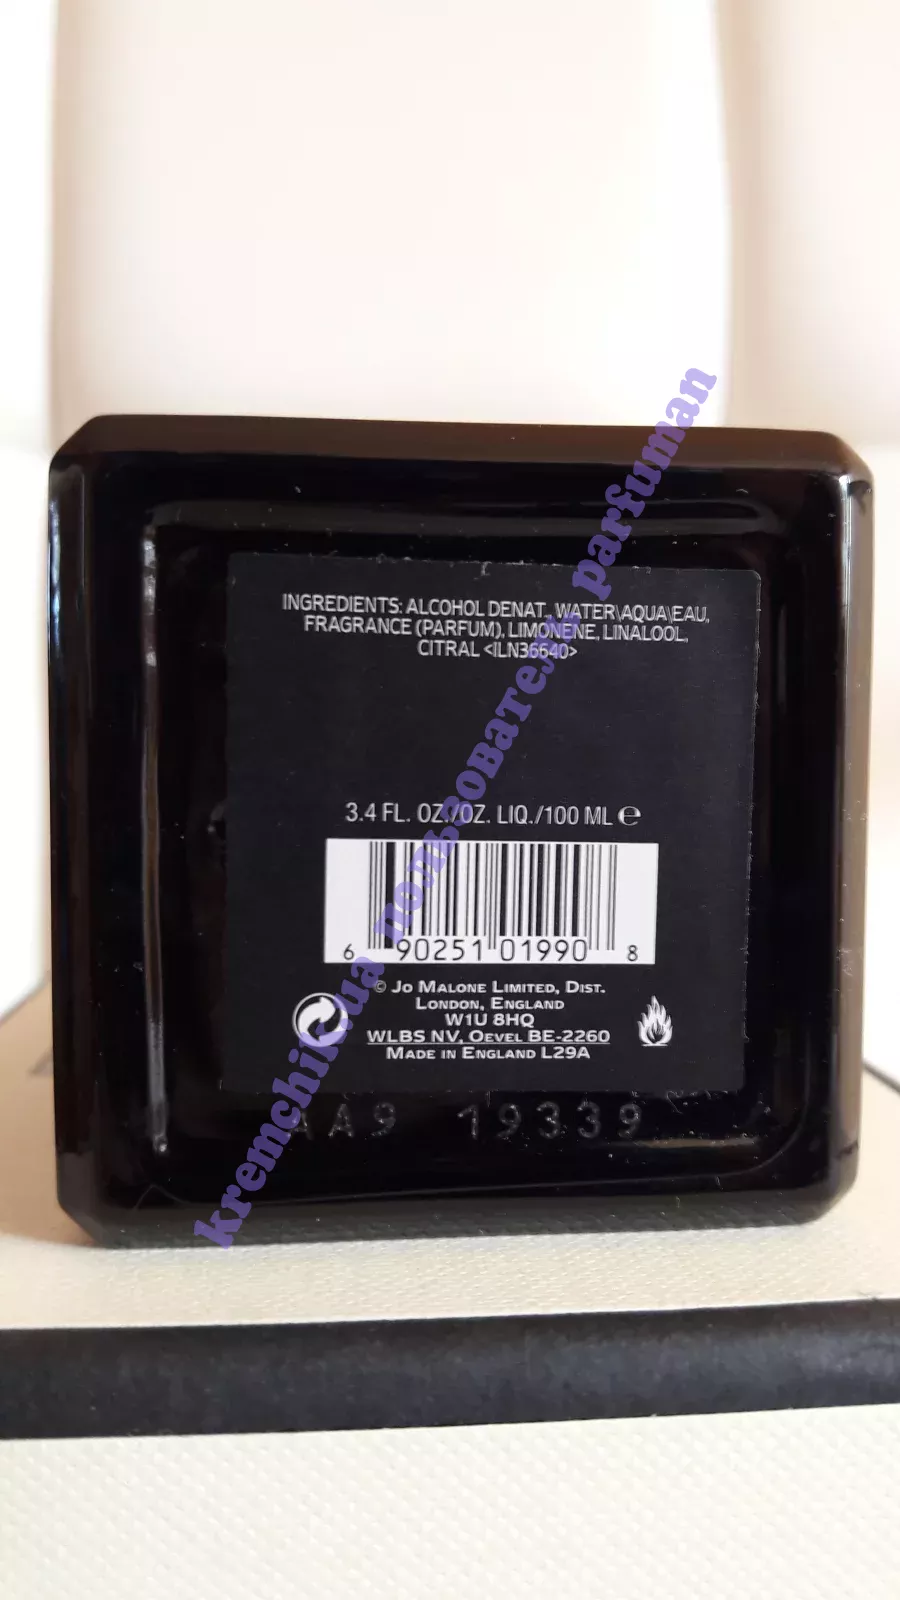 INGREDIENTS: ALCOHOL DENAT., WATER\AQUA\EAU,
FRAGRANCE (PARFUM), LIMONENE, LINALOOL,
CITRAL <ILN36640>
3.4 FL. OZ./OZ. LIQ./100 ML ℮
6 90251 01990 8
© Jo Malone Limited, Dist.
London, England
W1U 8HQ
WLBS NV, Oevel BE-2260
Made in England L29A
AA9 19339
kremchik.ua пользователь parfuman